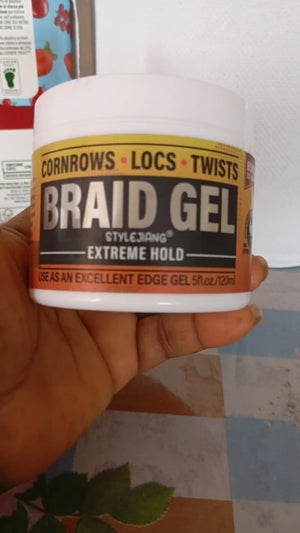 CORNROWS • LOCS • TWISTS
BRAID GEL
STYLEJIANG®
EXTREME HOLD
USE AS AN EXCELLENT EDGE GEL 5fl.oz./120ml